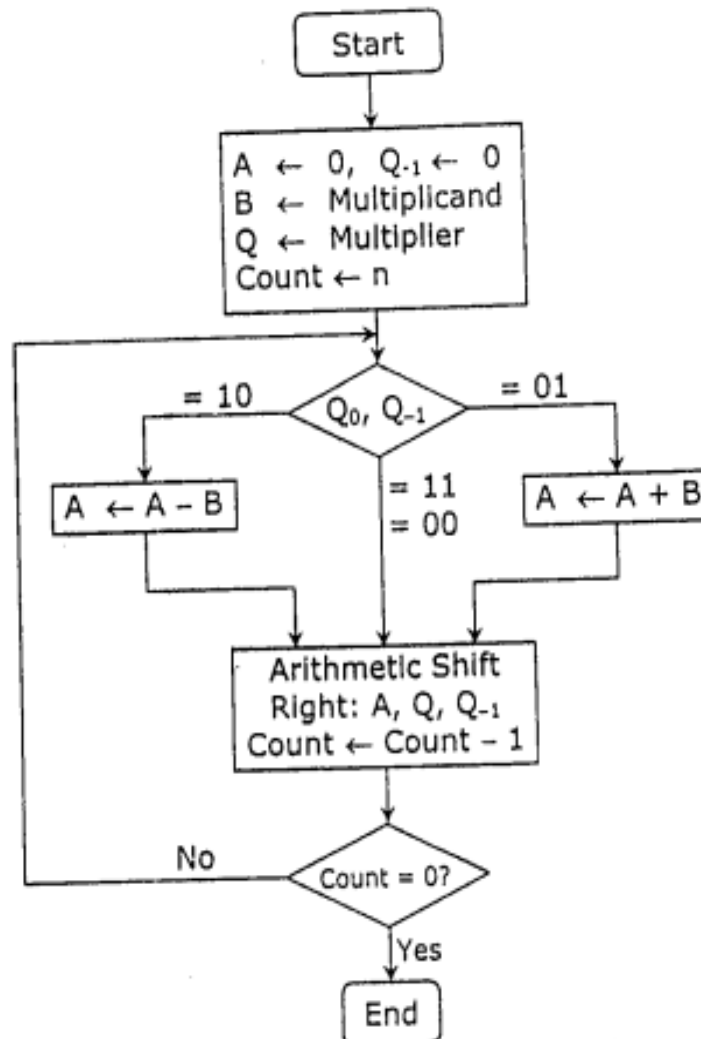 Start
A ← 0, Q₋₁ ← 0
B ← Multiplicand
Q ← Multiplier
Count ← n
= 10
Q₀, Q₋₁
= 01
A ← A – B
= 11
= 00
A ← A + B
Arithmetic Shift
Right: A, Q, Q₋₁
Count ← Count – 1
No
Count = 0?
Yes
End